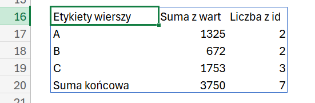 16 Etykiety wierszy Suma z wart Liczba z id
17 A 1325 2
18 B 672 2
19 C 1753 3
20 Suma końcowa 3750 7